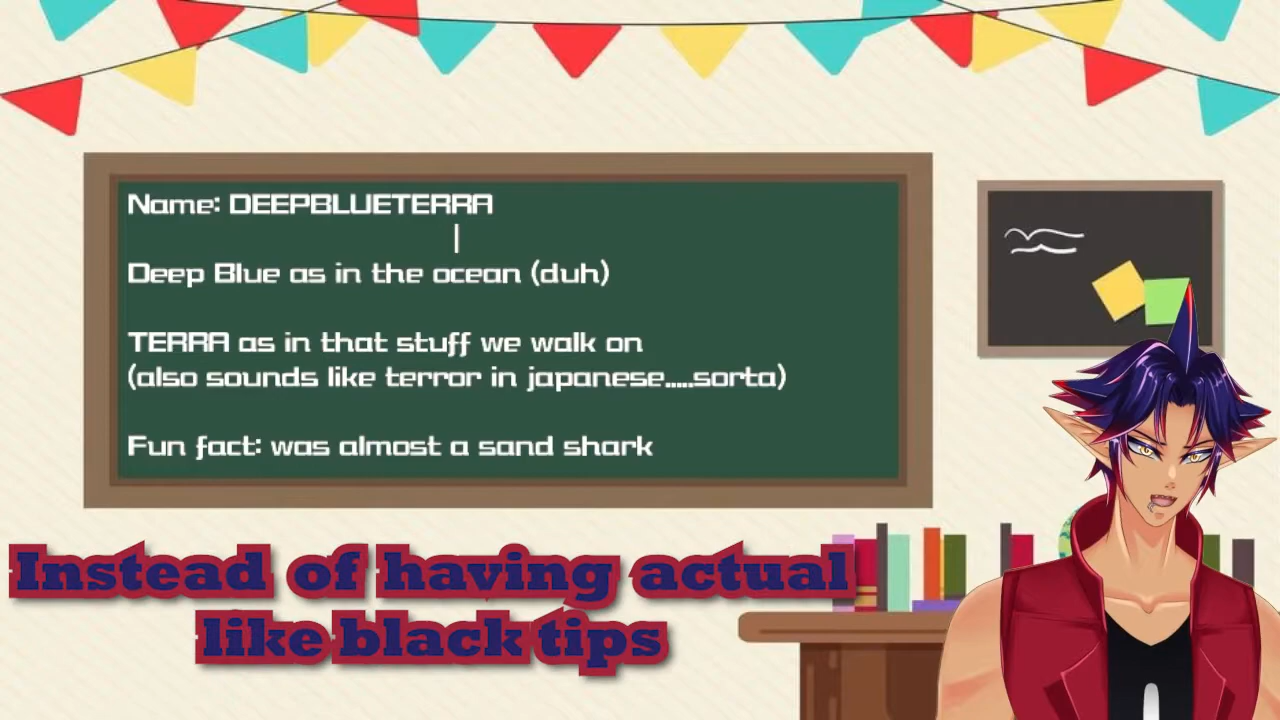 Name: DEEPBLUETERRA
|
Deep Blue as in the ocean (duh)
TERRA as in that stuff we walk on
(also sounds like terror in japanese.....sorta)
Fun fact: was almost a sand shark
Instead of having actual
like black tips